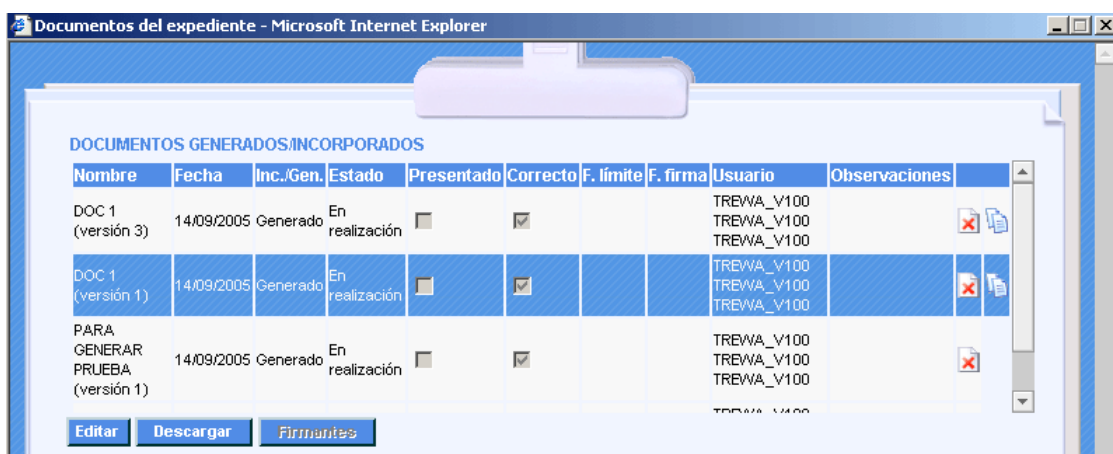 Documentos del expediente - Microsoft Internet Explorer
DOCUMENTOS GENERADOS/INCORPORADOS
Nombre Fecha Inc./Gen. Estado Presentado Correcto F. límite F. firma Usuario Observaciones
DOC 1
(versión 3)
14/09/2005 Generado
En
realización
TREWA_V100
TREWA_V100
TREWA_V100
DOC 1
(versión 1)
14/09/2005 Generado
En
realización
TREWA_V100
TREWA_V100
TREWA_V100
PARA
GENERAR
PRUEBA
(versión 1)
14/09/2005 Generado
En
realización
TREWA_V100
TREWA_V100
TREWA_V100
Editar Descargar Firmantes